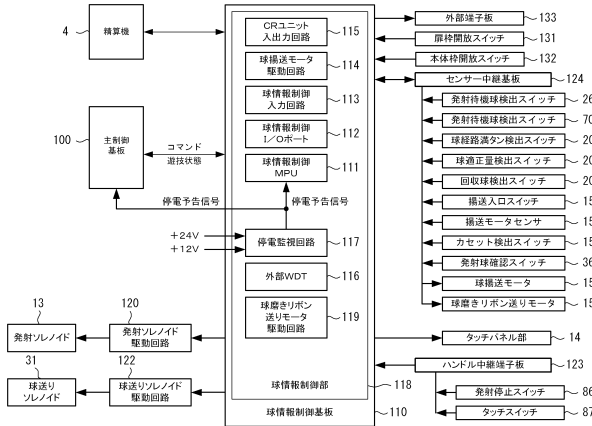 精算機
4
主制御
基板
100
コマンド
遊技状態
停電予告信号
停電予告信号
+24V
+12V
CRユニット
入出力回路
115
球揚送モータ
駆動回路
114
球情報制御
入力回路
113
球情報制御
I/Oポート
112
球情報制御
MPU
111
停電監視回路
117
外部WDT
116
球磨きリボン
送りモータ
駆動回路
119
球情報制御部
118
球情報制御基板
110
13
発射ソレノイド
120
発射ソレノイド
駆動回路
31
球送り
ソレノイド
122
球送りソレノイド
駆動回路
外部端子板
133
扉枠開放スイッチ
131
本体枠開放スイッチ
132
センサー中継基板
124
発射待機球検出スイッチ
26
発射待機球検出スイッチ
70
球経路満タン検出スイッチ
20
球適正量検出スイッチ
20
回収球検出スイッチ
20
揚送入口スイッチ
15
揚送モータセンサ
15
カセット検出スイッチ
15
発射球確認スイッチ
36
球揚送モータ
15
球磨きリボン送りモータ
15
タッチパネル部
14
ハンドル中継端子板
123
発射停止スイッチ
86
タッチスイッチ
87